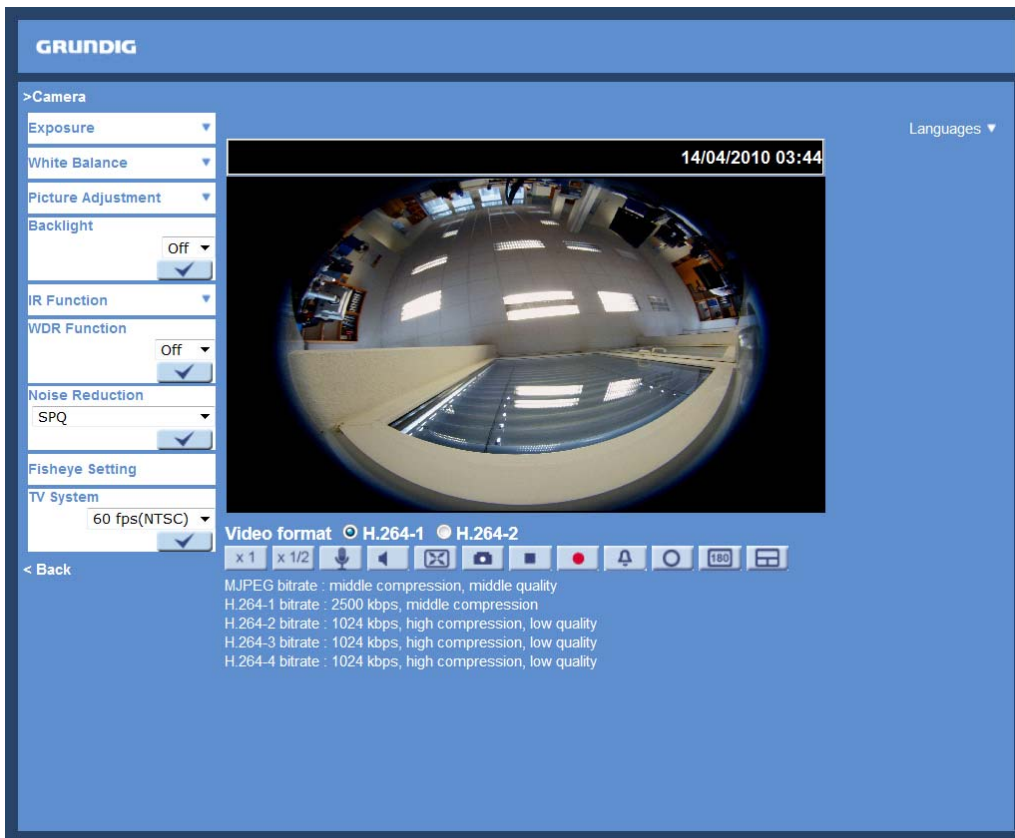 GRUNDIG
>Camera
Exposure
White Balance
Picture Adjustment
Backlight
Off
IR Function
WDR Function
Off
Noise Reduction
SPQ
Fisheye Setting
TV System
60 fps(NTSC)
< Back
Languages
14/04/2010 03:44
Video format H.264-1 H.264-2
x 1 x 1/2 180
MJPEG bitrate : middle compression, middle quality
H.264-1 bitrate : 2500 kbps, middle compression
H.264-2 bitrate : 1024 kbps, high compression, low quality
H.264-3 bitrate : 1024 kbps, high compression, low quality
H.264-4 bitrate : 1024 kbps, high compression, low quality